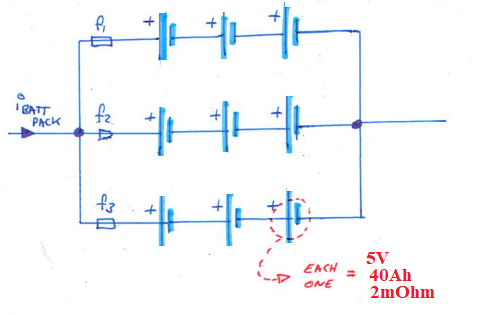 f1
+ + +
i BATT
PACK
f2
+ + +
f3
+ + +
EACH
ONE
=
5V
40Ah
2mOhm